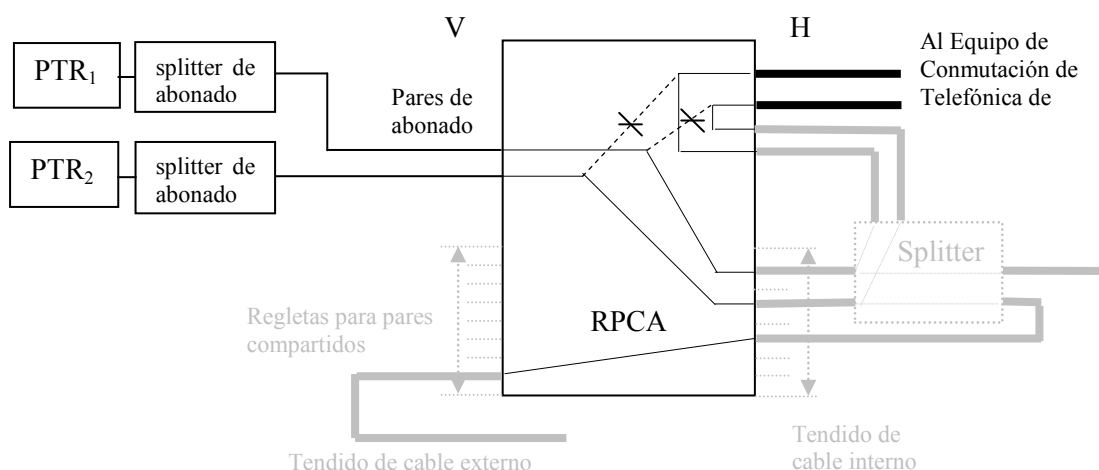 V
H
PTR1
splitter de
abonado
Pares de
abonado
Al Equipo de
Conmutación de
Telefónica de
PTR2
splitter de
abonado
Splitter
Regletas para pares
compartidos
RPCA
Tendido de cable externo
Tendido de
cable interno